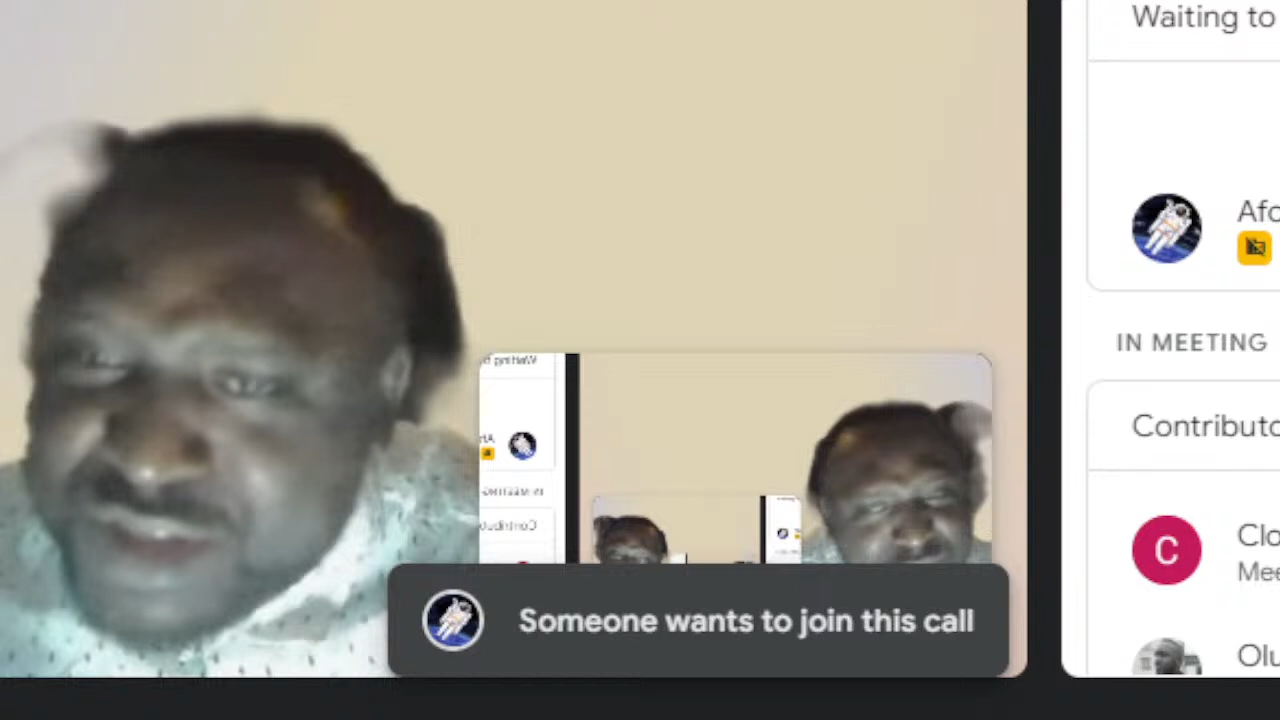 Waiting to
Afo
IN MEETING
Contributo
C
Clo
Mee
Olu
Someone wants to join this call